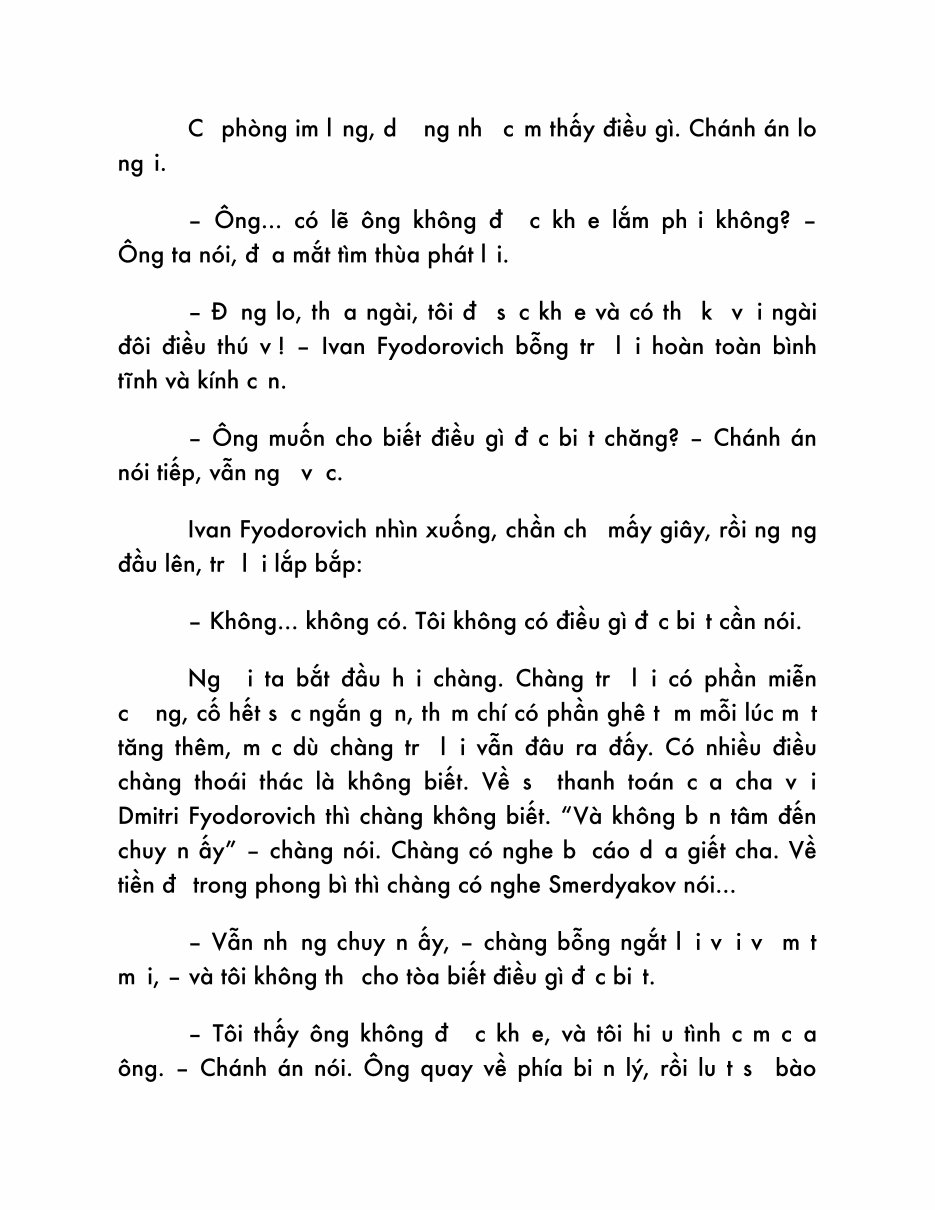 C phòng im l ng, d ng nh c m thấy điều gì. Chánh án lo
ng i.
– Ông... có lẽ ông không đ c kh e lắm ph i không? –
Ông ta nói, đ a mắt tìm thùa phát l i.
– Đ ng lo, th a ngài, tôi đ s c kh e và có th k v i ngài
đôi điều thú v ! – Ivan Fyodorovich bỗng tr l i hoàn toàn bình
tĩnh và kính c n.
– Ông muốn cho biết điều gì đ c bi t chăng? – Chánh án
nói tiếp, vẫn ng v c.
Ivan Fyodorovich nhìn xuống, chần ch mấy giây, rồi ng ng
đầu lên, tr l i lắp bắp:
– Không... không có. Tôi không có điều gì đ c bi t cần nói.
Ng i ta bắt đầu h i chàng. Chàng tr l i có phần miễn
c ng, cố hết s c ngắn g n, th m chí có phần ghê t m mỗi lúc m t
tăng thêm, m c dù chàng tr l i vẫn đâu ra đấy. Có nhiều điều
chàng thoái thác là không biết. Về s thanh toán c a cha v i
Dmitri Fyodorovich thì chàng không biết. “Và không b n tâm đến
chuy n ấy” – chàng nói. Chàng có nghe b cáo d a giết cha. Về
tiền đ trong phong bì thì chàng có nghe Smerdyakov nói...
– Vẫn nh ng chuy n ấy, – chàng bỗng ngắt l i v i v m t
m i, – và tôi không th cho tòa biết điều gì đ c bi t.
– Tôi thấy ông không đ c kh e, và tôi hi u tình c m c a
ông. – Chánh án nói. Ông quay về phía bi n lý, rồi lu t s bào